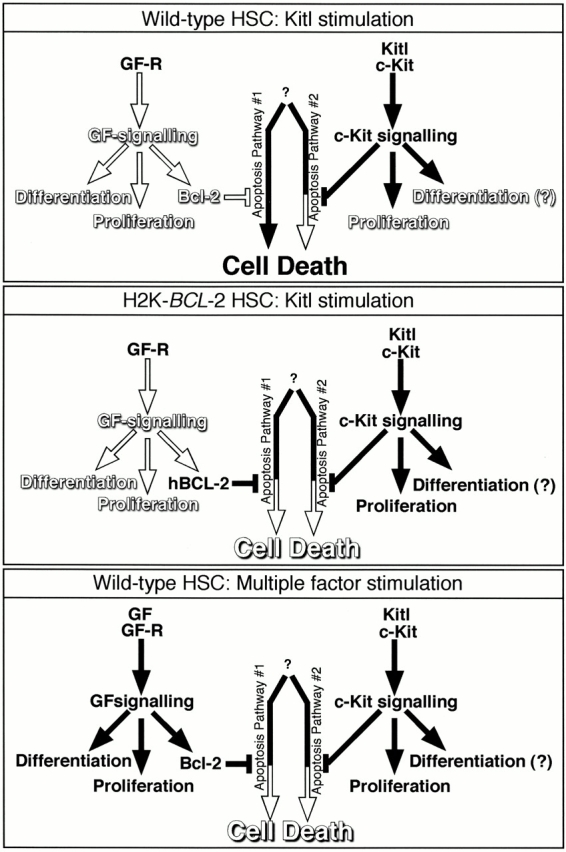 Wild-type HSC: Kitl stimulation
GF-R
Kitl
c-Kit
?
Apoptosis Pathway #1
Apoptosis Pathway #2
GF-signalling
c-Kit signalling
Differentiation
Bcl-2
Differentiation (?)
Proliferation
Proliferation
Cell Death
H2K-BCL-2 HSC: Kitl stimulation
GF-R
Kitl
c-Kit
?
Apoptosis Pathway #1
Apoptosis Pathway #2
GF-signalling
c-Kit signalling
Differentiation
hBCL-2
Differentiation (?)
Proliferation
Proliferation
Cell Death
Wild-type HSC: Multiple factor stimulation
GF
GF-R
Kitl
c-Kit
?
Apoptosis Pathway #1
Apoptosis Pathway #2
GFsignalling
c-Kit signalling
Differentiation
Bcl-2
Differentiation (?)
Proliferation
Proliferation
Cell Death